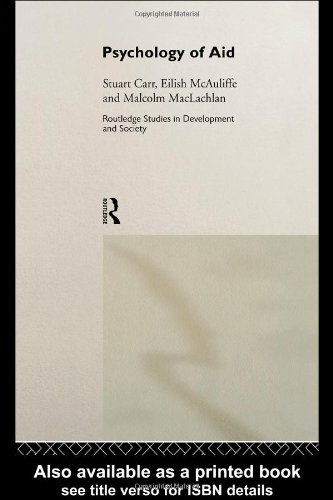 Psychology of Aid
Stuart Carr, Eilish McAuliffe
and Malcolm MacLachlan
Routledge Studies in Development
and Society
ROUTLEDGE
Also available as a printed book
see title verso for ISBN details